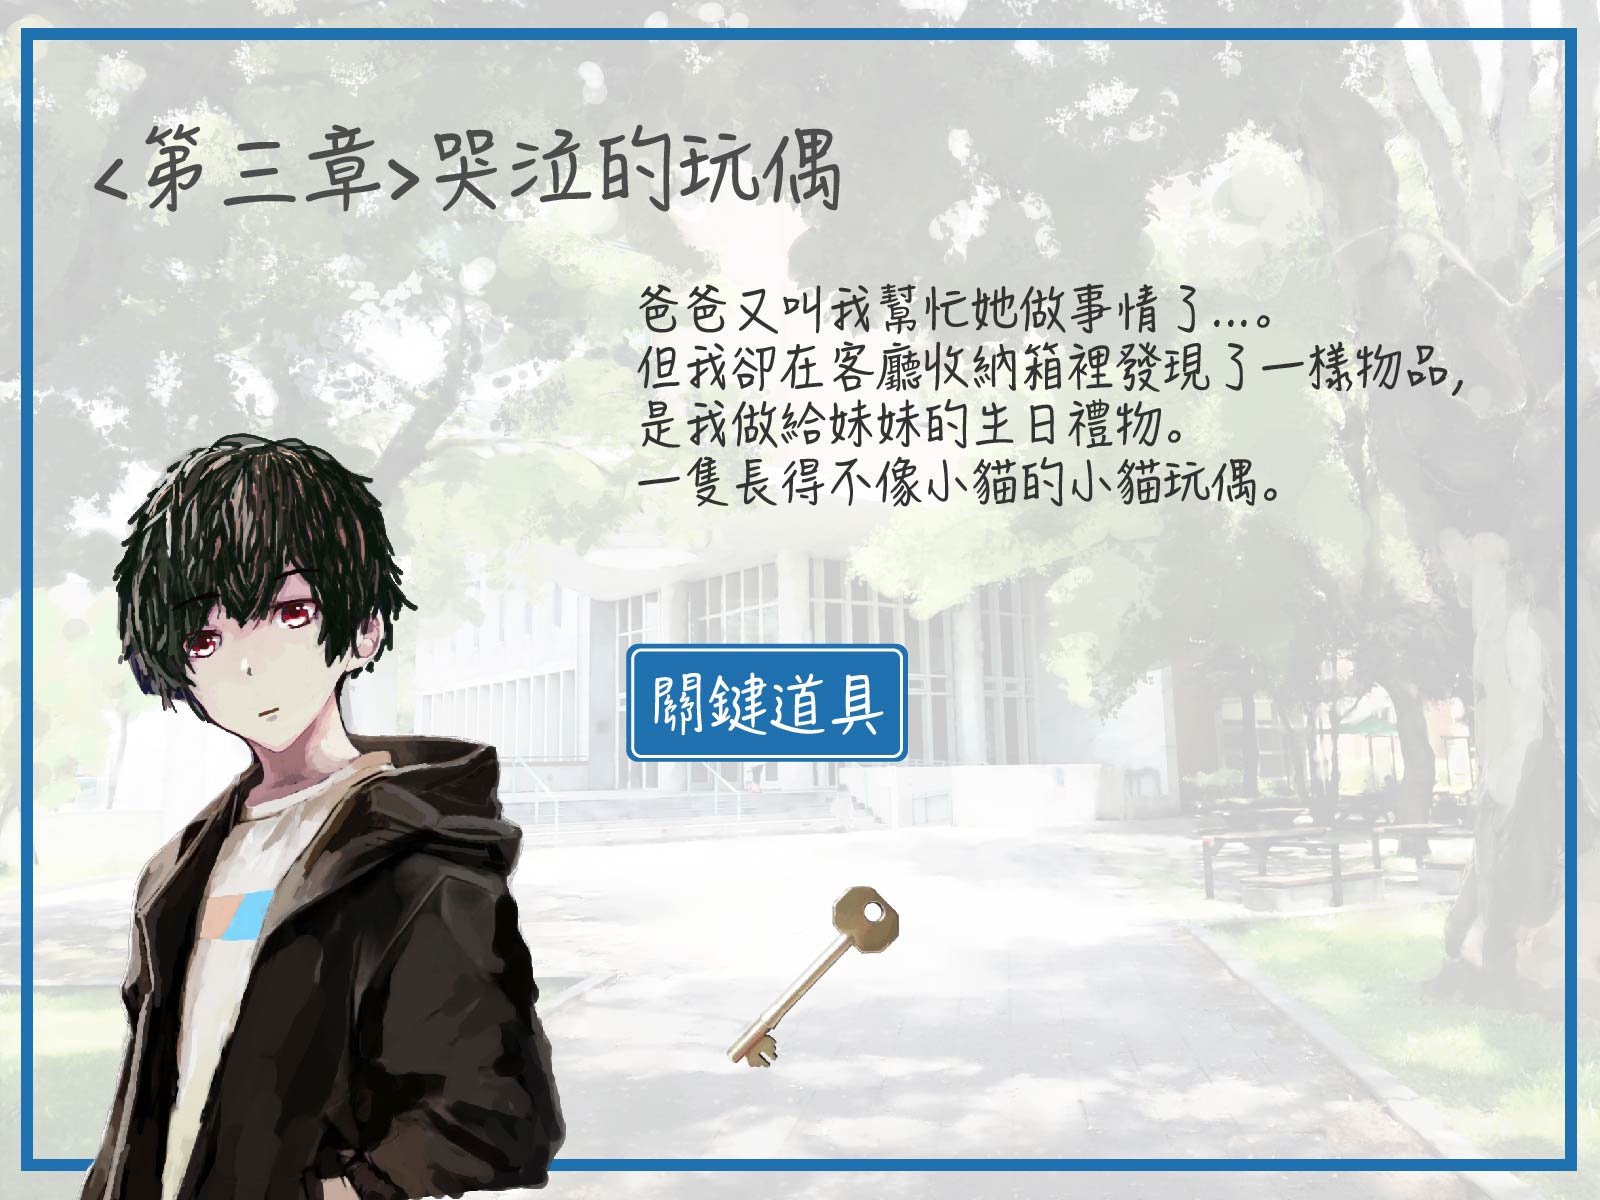 <第三章>哭泣的玩偶
爸爸又叫我幫忙她做事情了...。
但我卻在客廳收納箱裡發現了一樣物品,
是我做給妹妹的生日禮物。
一隻長得不像小貓的小貓玩偶。
關鍵道具